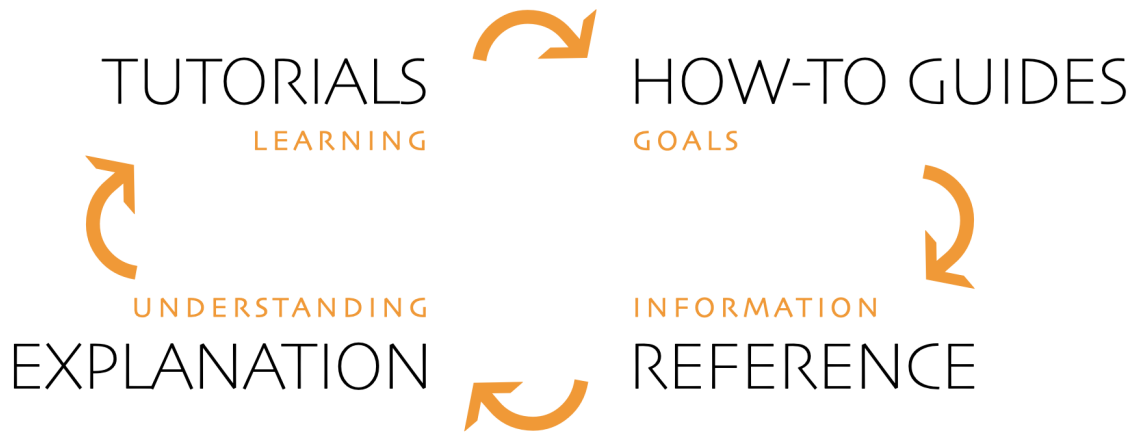 TUTORIALS
LEARNING
HOW-TO GUIDES
GOALS
UNDERSTANDING
EXPLANATION
INFORMATION
REFERENCE